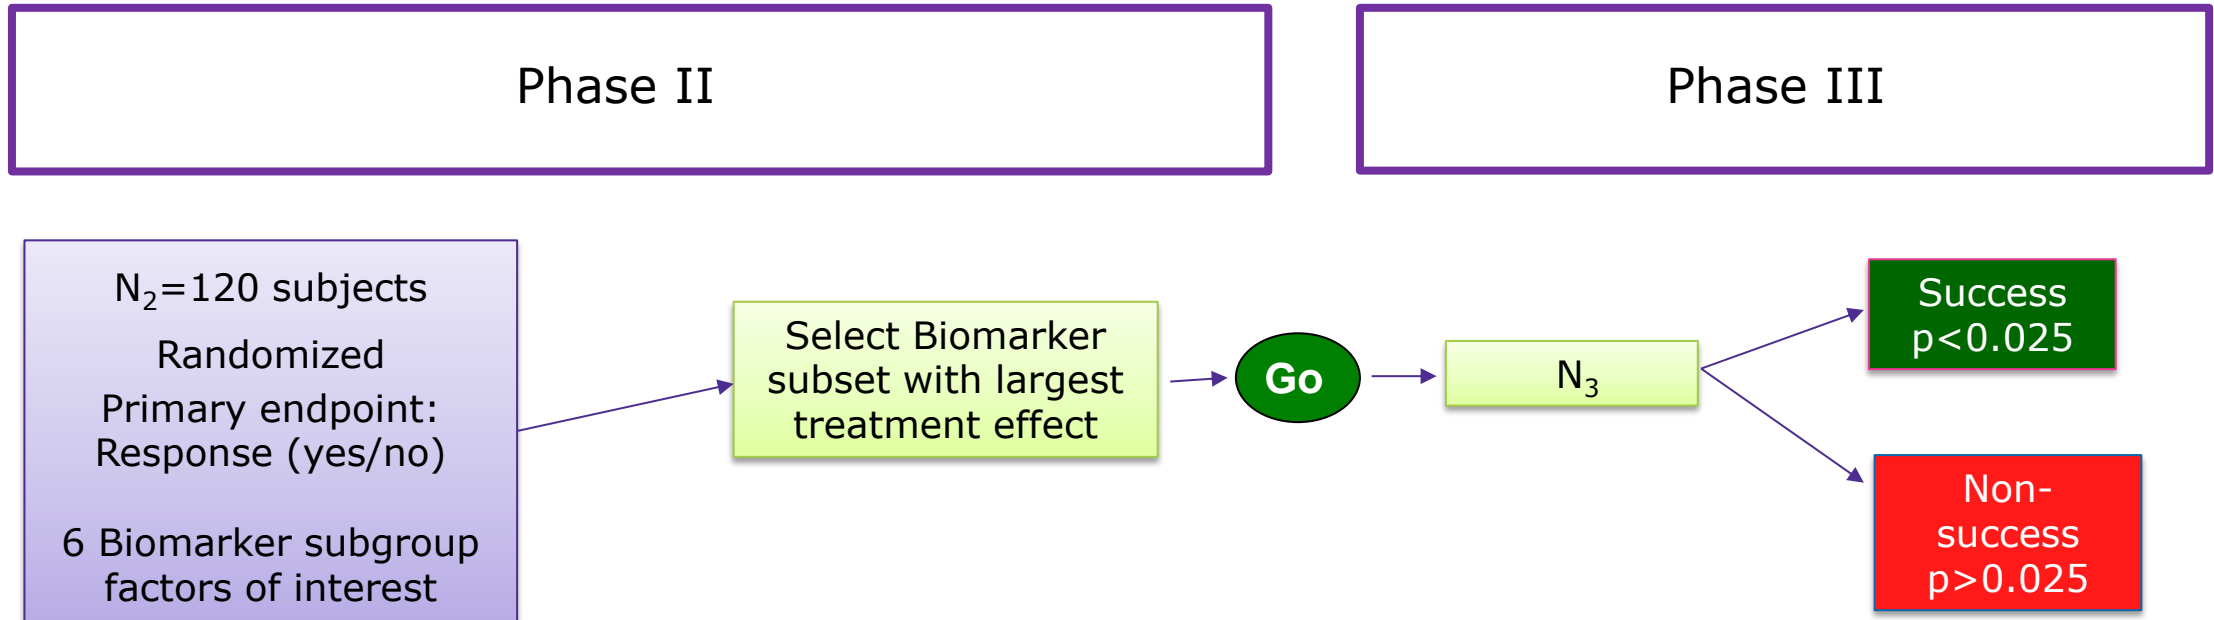 Phase II
Phase III
N₂=120 subjects
Randomized
Primary endpoint:
Response (yes/no)
6 Biomarker subgroup
factors of interest
Select Biomarker
subset with largest
treatment effect
Go
N₃
Success
p<0.025
Non-
success
p>0.025